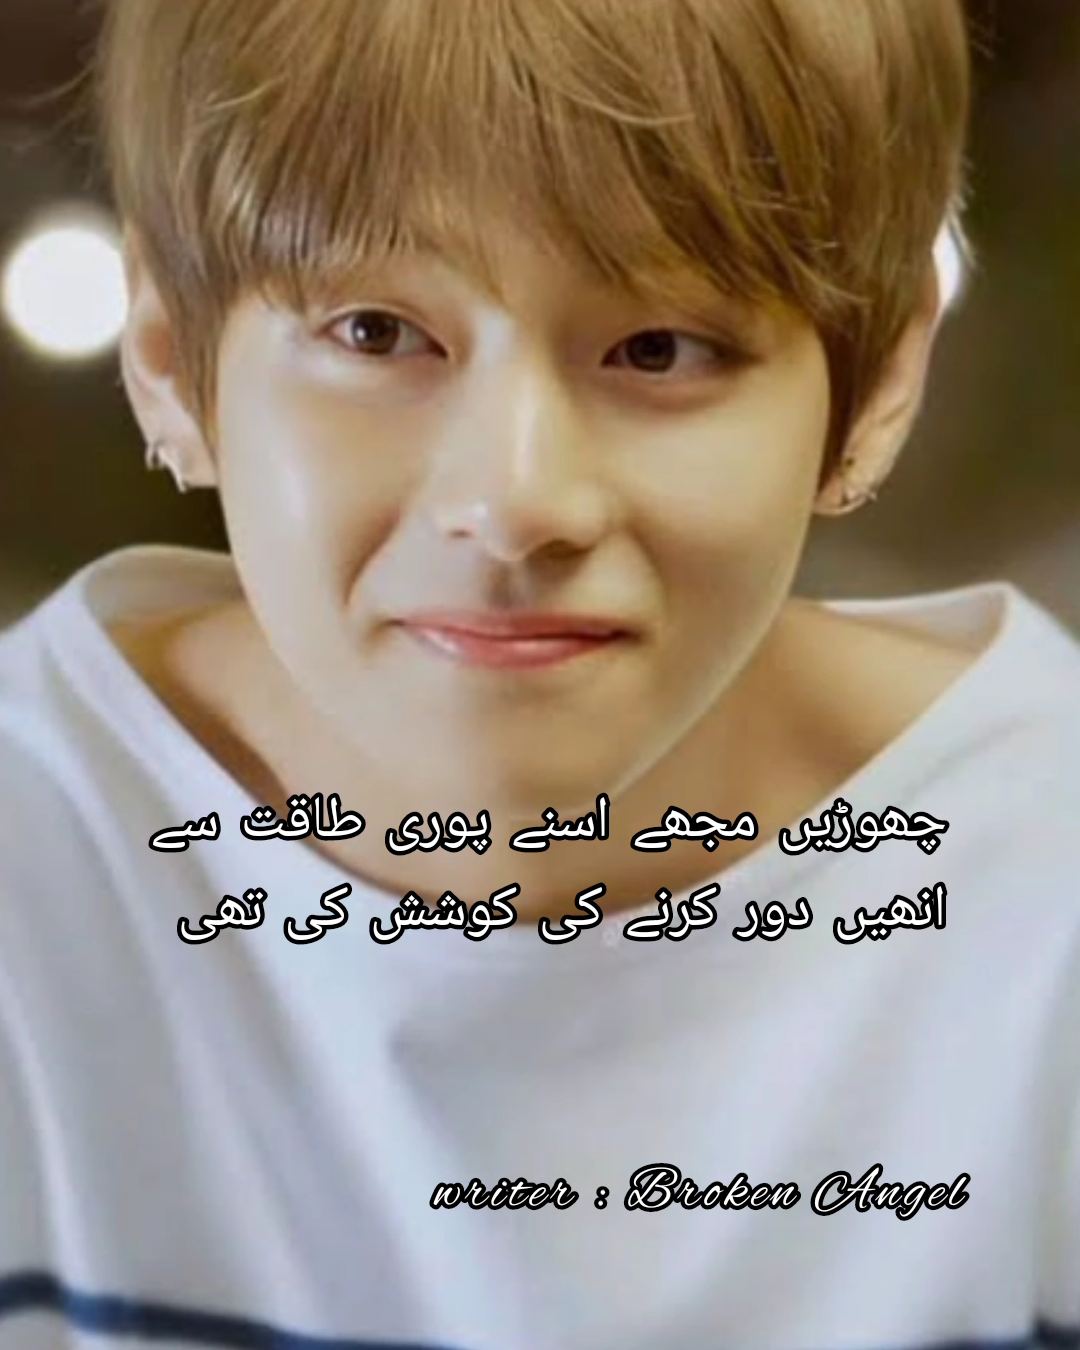 چھوڑیں مجھے اسنے پوری طاقت سے
انھیں دور کرنے کی کوشش کی تھی
writer : Broken Angel